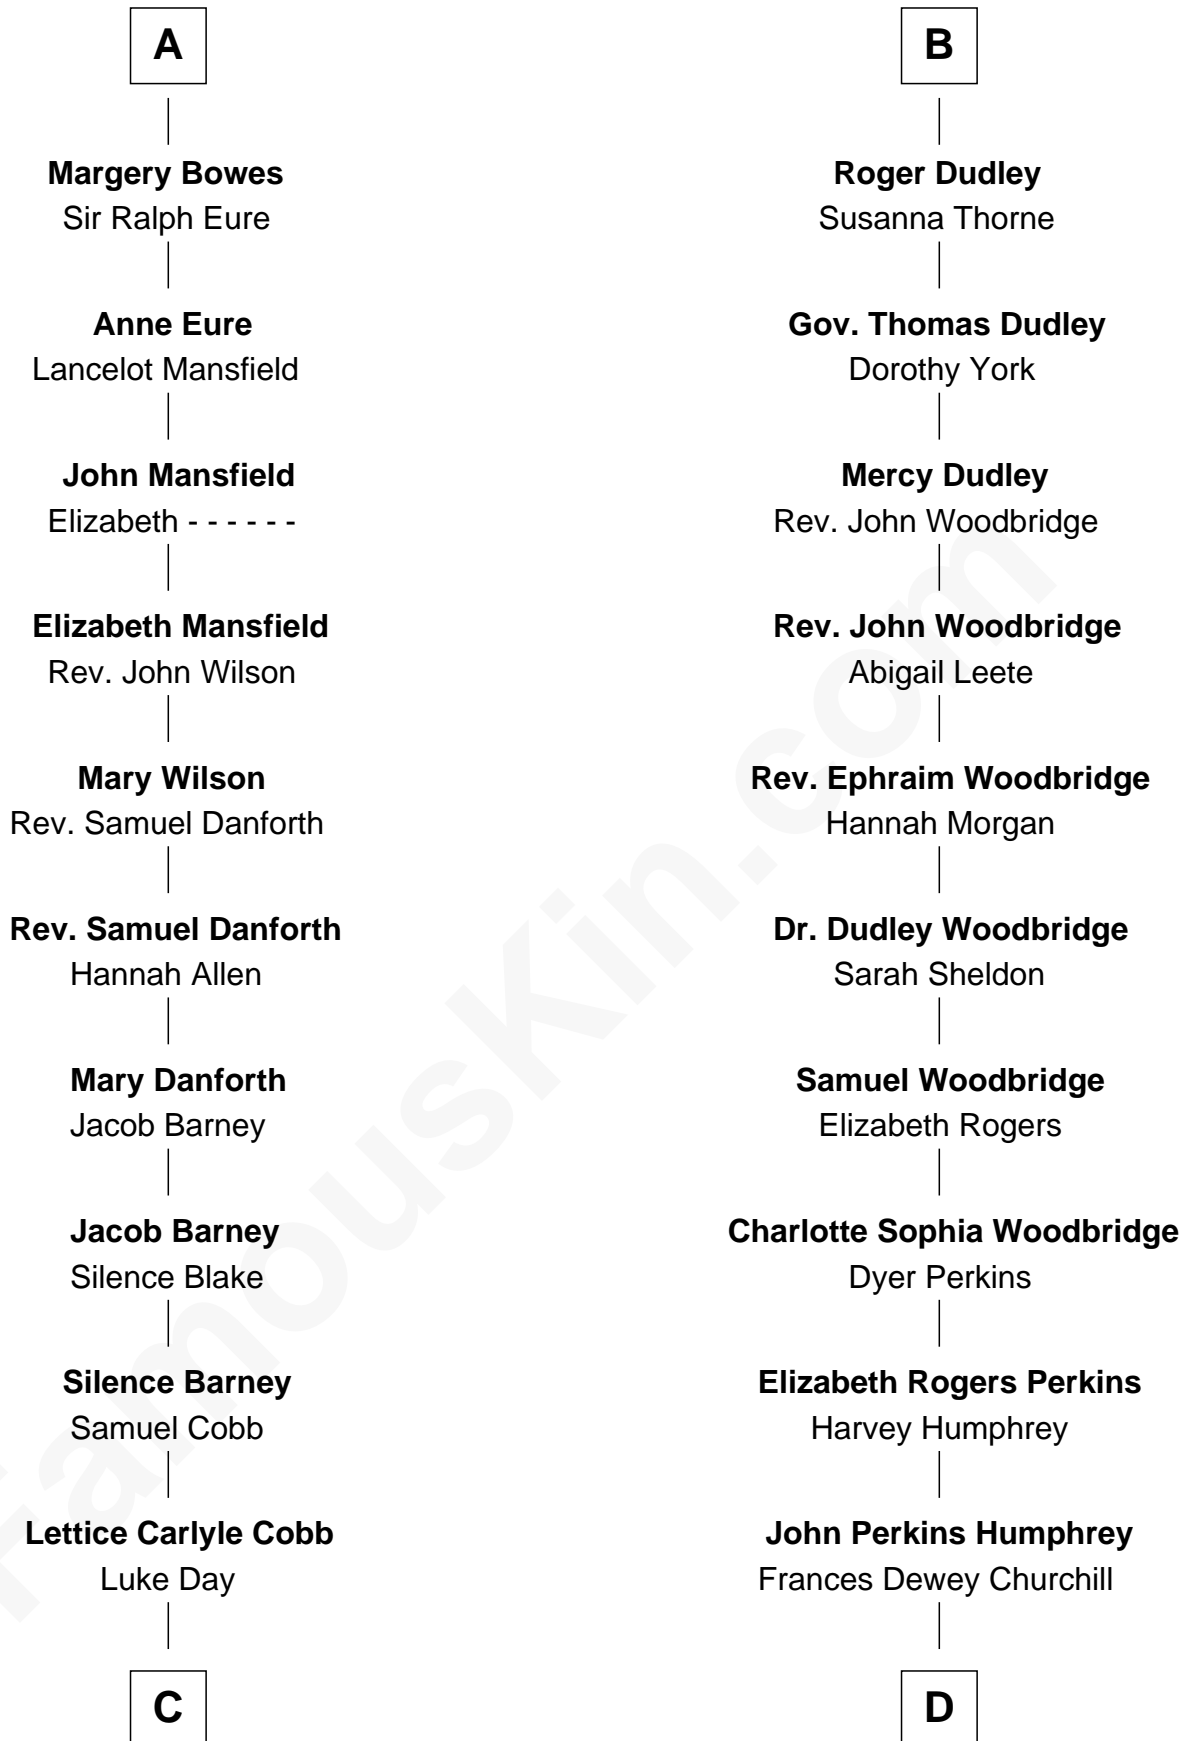 A
Margery Bowes
Sir Ralph Eure
Anne Eure
Lancelot Mansfield
John Mansfield
Elizabeth - - - - - -
Elizabeth Mansfield
Rev. John Wilson
Mary Wilson
Rev. Samuel Danforth
Rev. Samuel Danforth
Hannah Allen
Mary Danforth
Jacob Barney
Jacob Barney
Silence Blake
Silence Barney
Samuel Cobb
Lettice Carlyle Cobb
Luke Day
C
B
Roger Dudley
Susanna Thorne
Gov. Thomas Dudley
Dorothy York
Mercy Dudley
Rev. John Woodbridge
Rev. John Woodbridge
Abigail Leete
Rev. Ephraim Woodbridge
Hannah Morgan
Dr. Dudley Woodbridge
Sarah Sheldon
Samuel Woodbridge
Elizabeth Rogers
Charlotte Sophia Woodbridge
Dyer Perkins
Elizabeth Rogers Perkins
Harvey Humphrey
John Perkins Humphrey
Frances Dewey Churchill
D
FamousKin.com